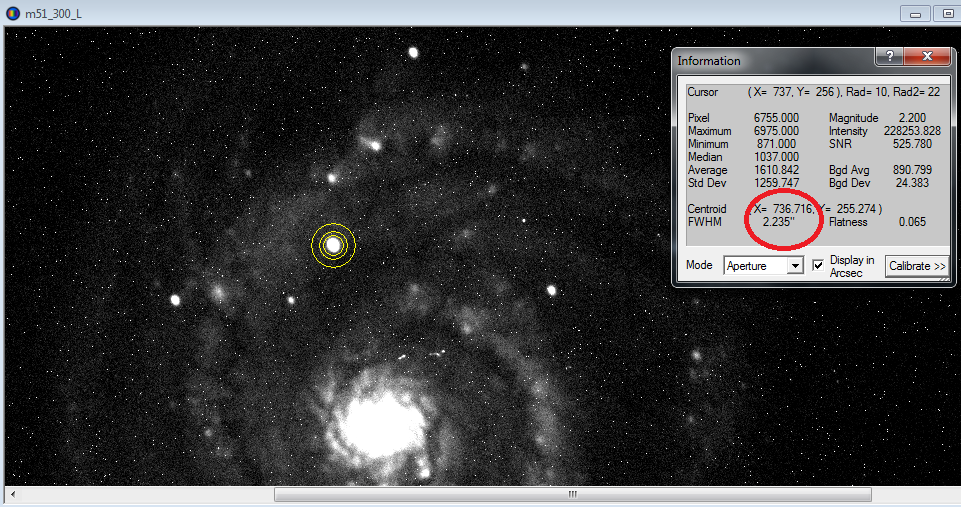 m51_300_L
Information
Cursor ( X= 737, Y= 256 ), Rad= 10, Rad2= 22
Pixel 6755.000 Magnitude 2.200
Maximum 6975.000 Intensity 228253.828
Minimum 871.000 SNR 525.780
Median 1037.000
Average 1610.842 Bgd Avg 890.799
Std Dev 1259.747 Bgd Dev 24.383
Centroid ( X= 736.716, Y= 255.274 )
FWHM 2.235" Flatness 0.065
Mode Aperture Display in Arcsec Calibrate >>